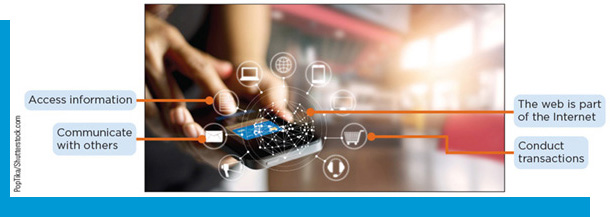 Access information
Communicate
with others
The web is part
of the Internet
Conduct
transactions
PopTika/Shutterstock.com